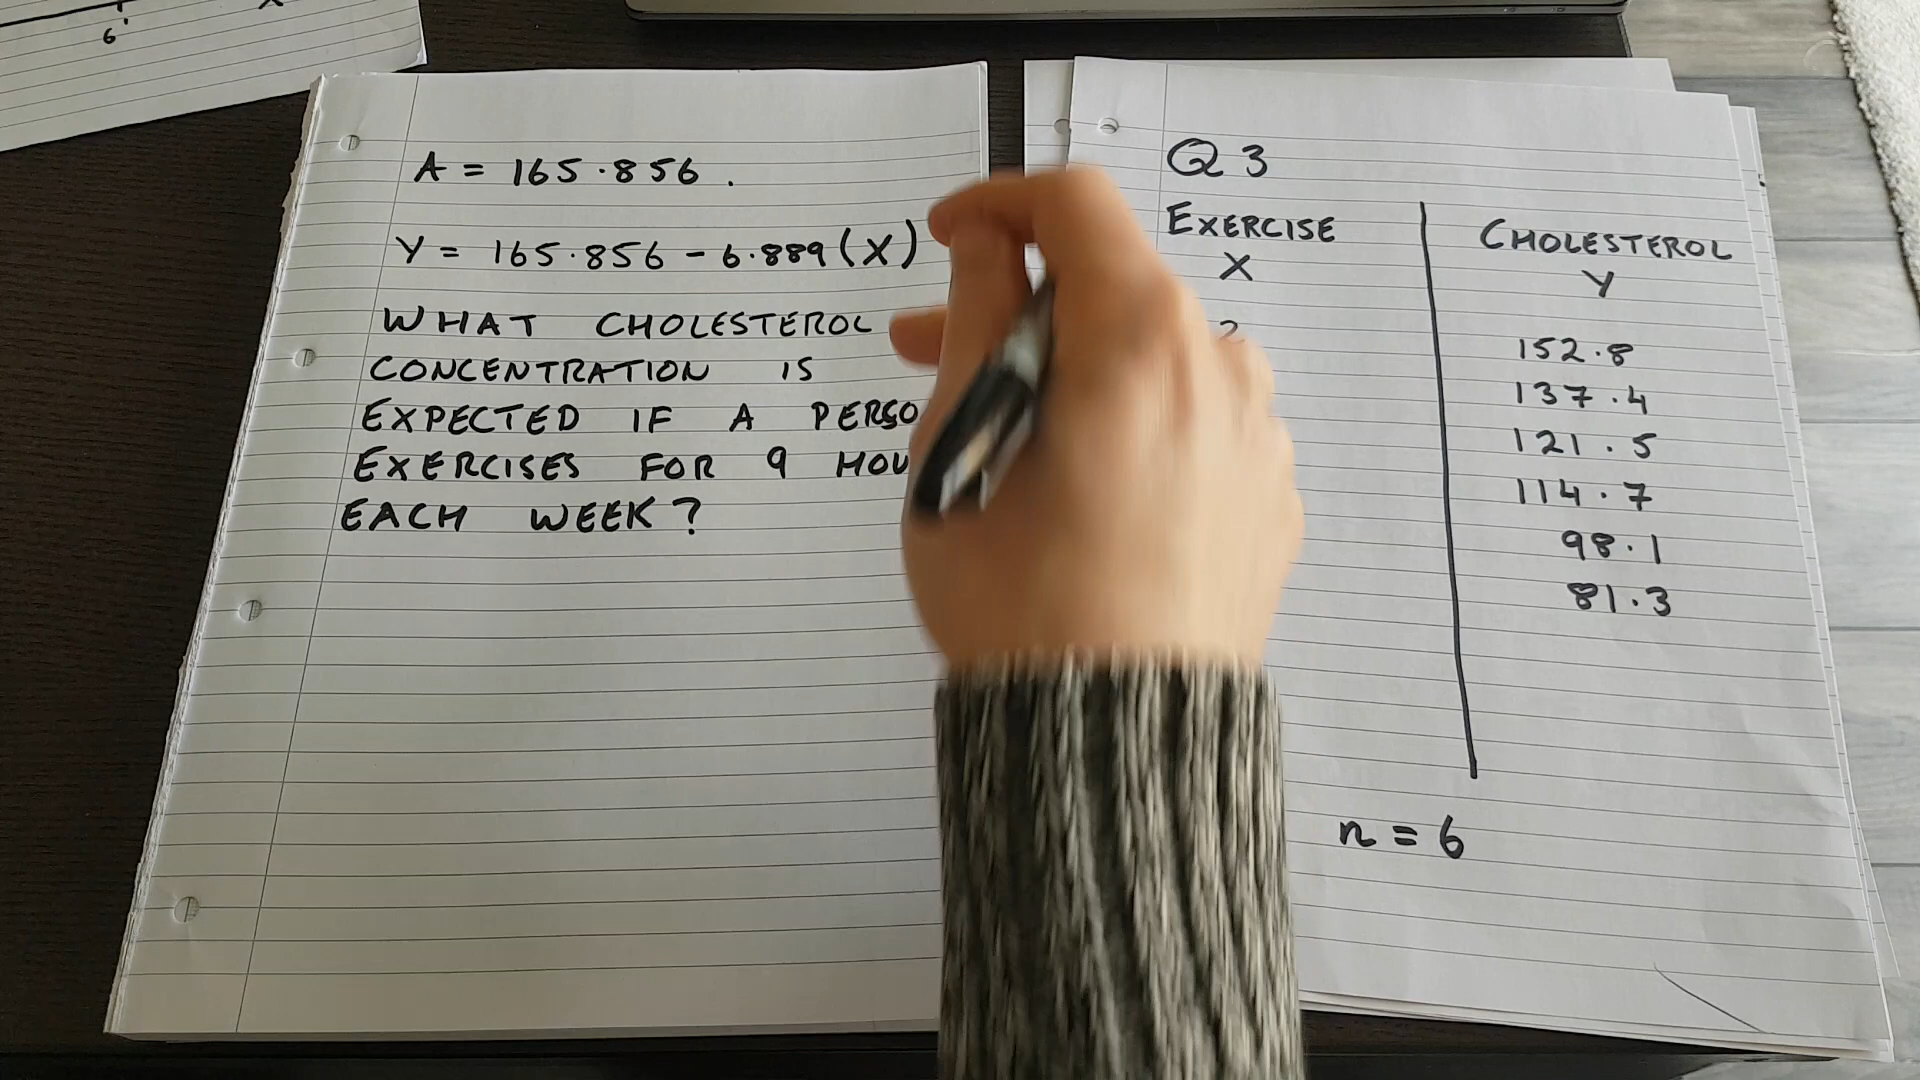 6
A = 165.856.
Y = 165.856 - 6.889 (X)
WHAT CHOLESTEROL
CONCENTRATION IS
EXPECTED IF A
EXERCISES FOR 9
EACH WEEK?
Q3
EXERCISE
X
CHOLESTEROL
Y
152.8
137.4
121.5
114.7
98.1
81.3
n = 6